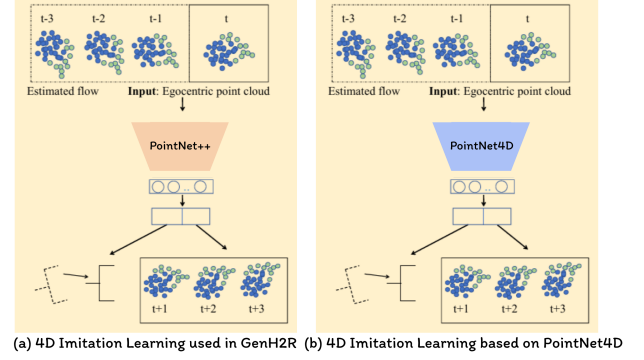 t-3 t-2 t-1 t
Estimated flow Input: Egocentric point cloud
PointNet++
t+1 t+2 t+3
(a) 4D Imitation Learning used in GenH2R
t-3 t-2 t-1 t
Estimated flow Input: Egocentric point cloud
PointNet4D
t+1 t+2 t+3
(b) 4D Imitation Learning based on PointNet4D